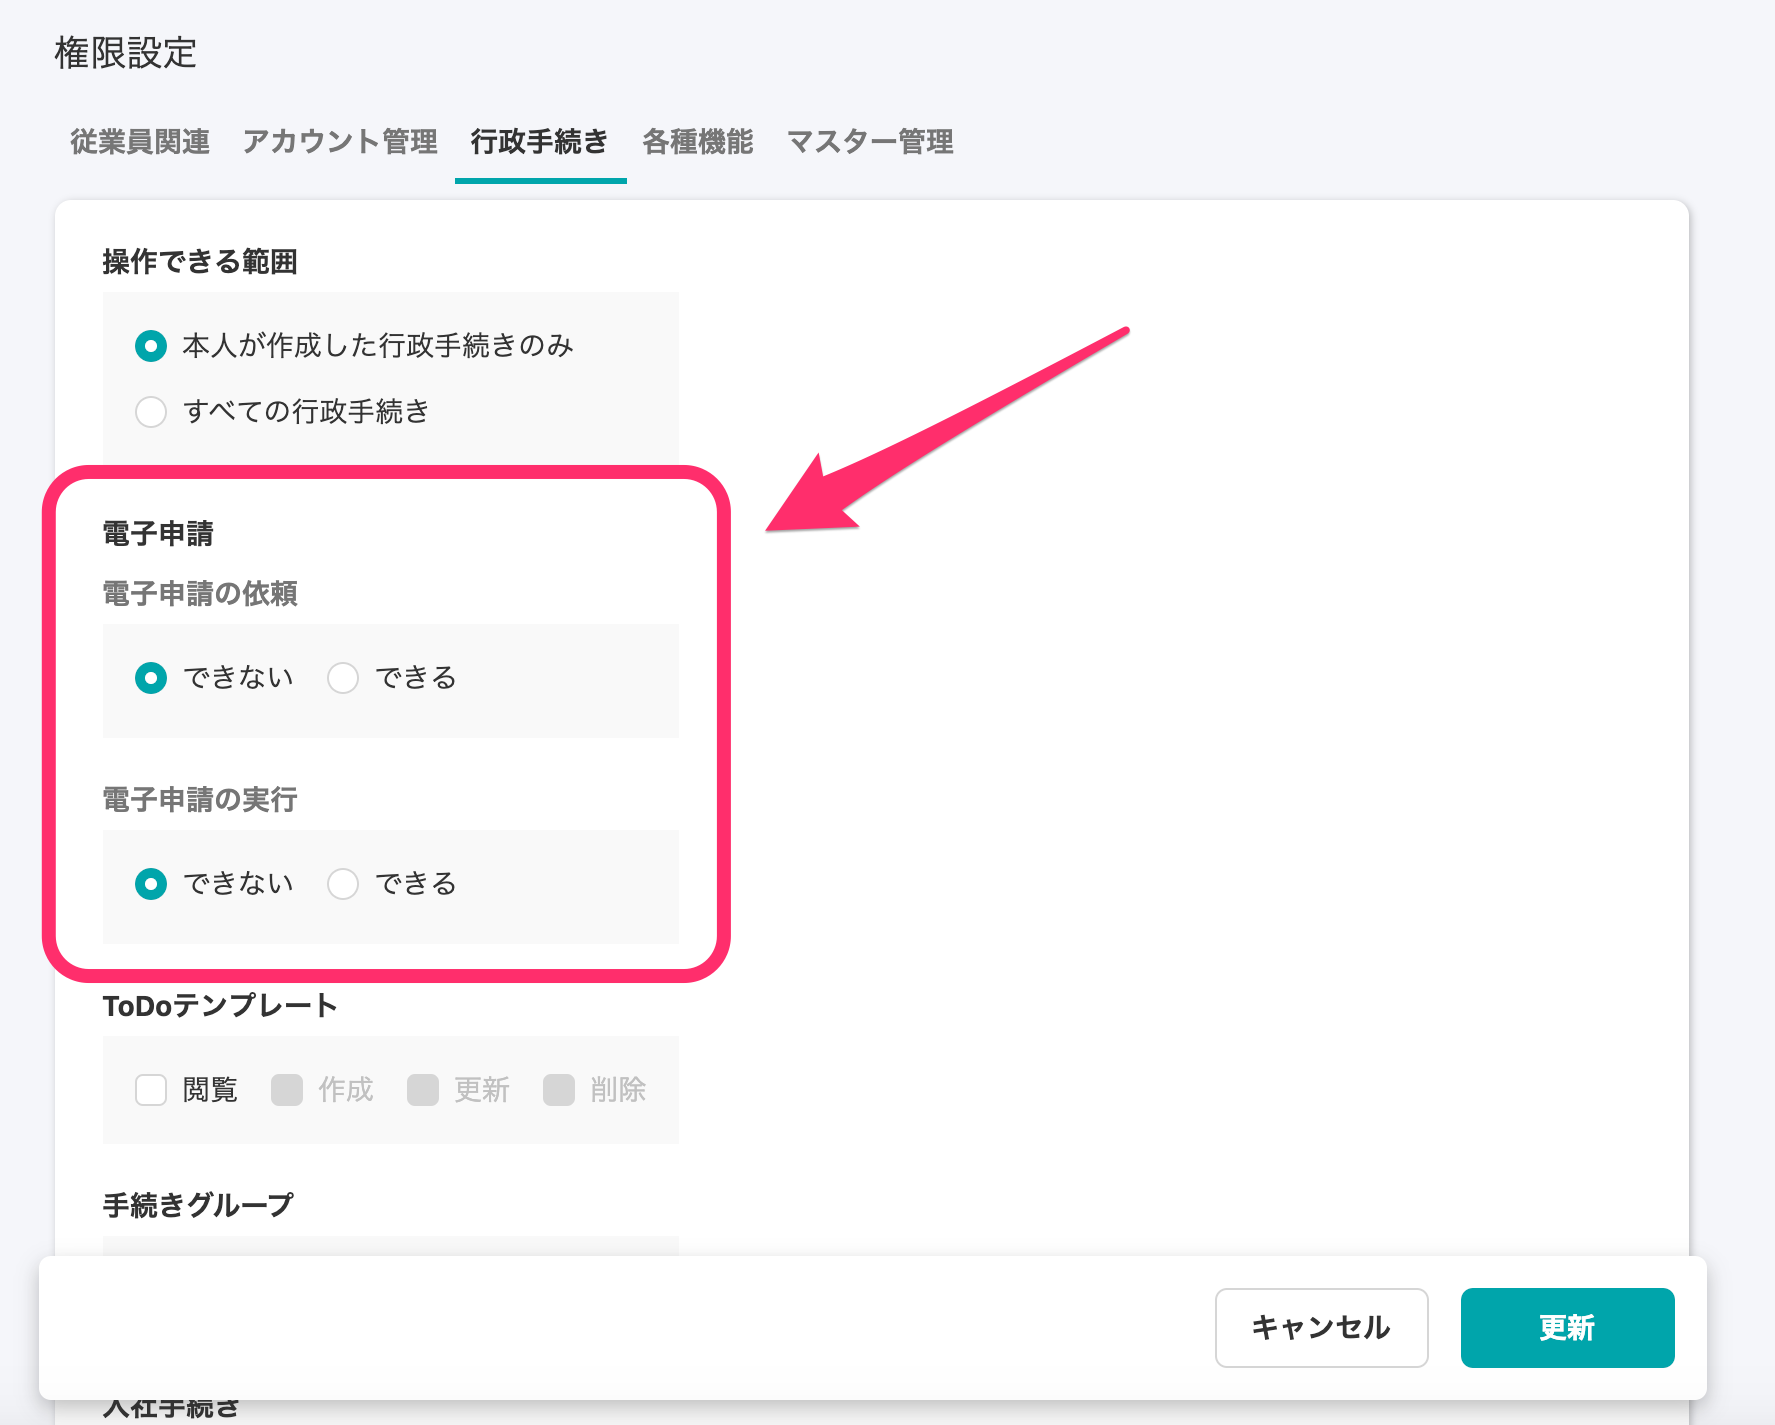 権限設定
従業員関連 アカウント管理 行政手続き 各種機能 マスター管理
操作できる範囲
本人が作成した行政手続きのみ
すべての行政手続き
電子申請
電子申請の依頼
できない できる
電子申請の実行
できない できる
ToDoテンプレート
閲覧 作成 更新 削除
手続きグループ
キャンセル 更新
入社手続き